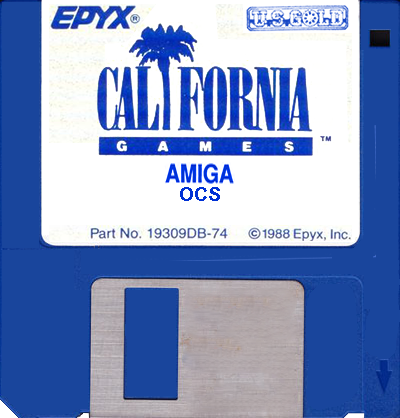 EPYX® U.S.GOLD
CALIFORNIA
GAMES ™
AMIGA
OCS
Part No. 19309DB-74 ©1988 Epyx, Inc.